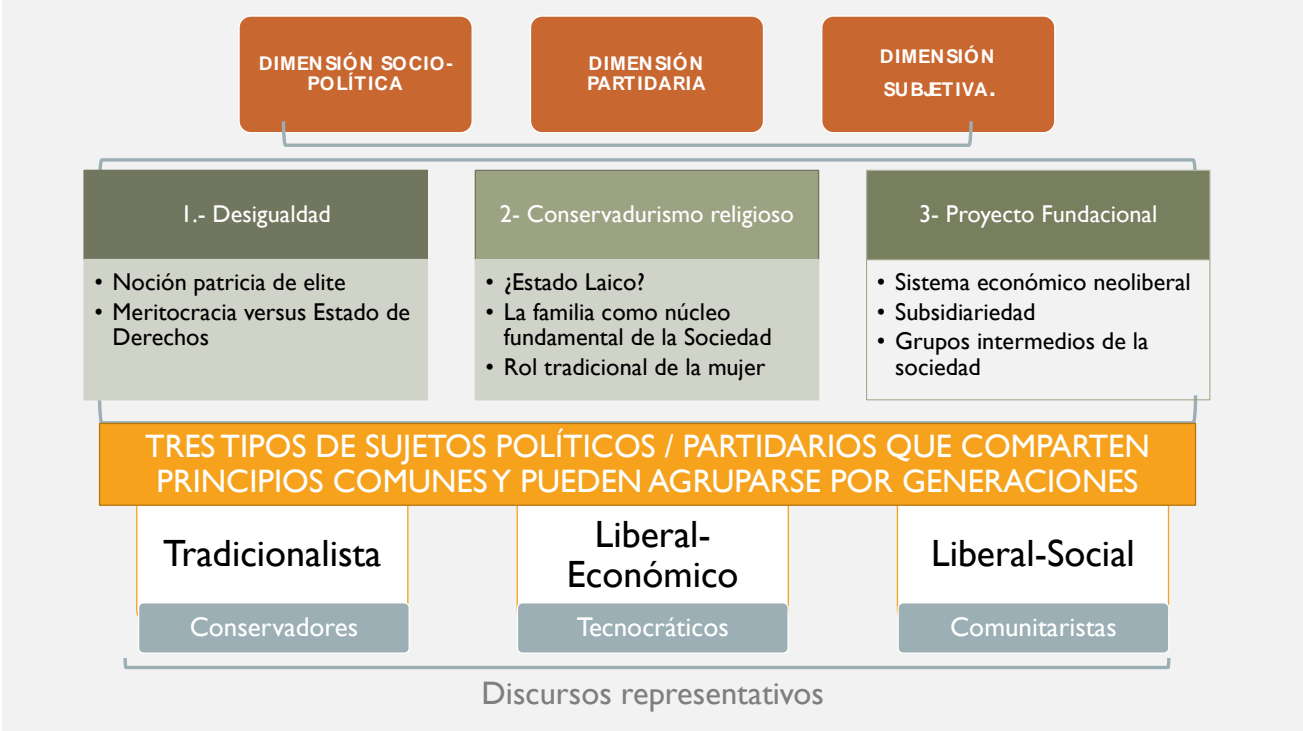 DIMENSIÓN SOCIO-
POLÍTICA
DIMENSIÓN
PARTIDARIA
DIMENSIÓN
SUBJETIVA.
1.- Desigualdad
• Noción patricia de elite
• Meritocracia versus Estado de
Derechos
2- Conservadurismo religioso
• ¿Estado Laico?
• La familia como núcleo
fundamental de la Sociedad
• Rol tradicional de la mujer
3- Proyecto Fundacional
• Sistema económico neoliberal
• Subsidiariedad
• Grupos intermedios de la
sociedad
TRES TIPOS DE SUJETOS POLÍTICOS / PARTIDARIOS QUE COMPARTEN
PRINCIPIOS COMUNES Y PUEDEN AGRUPARSE POR GENERACIONES
Tradicionalista
Conservadores
Liberal-
Económico
Tecnocráticos
Liberal-Social
Comunitaristas
Discursos representativos